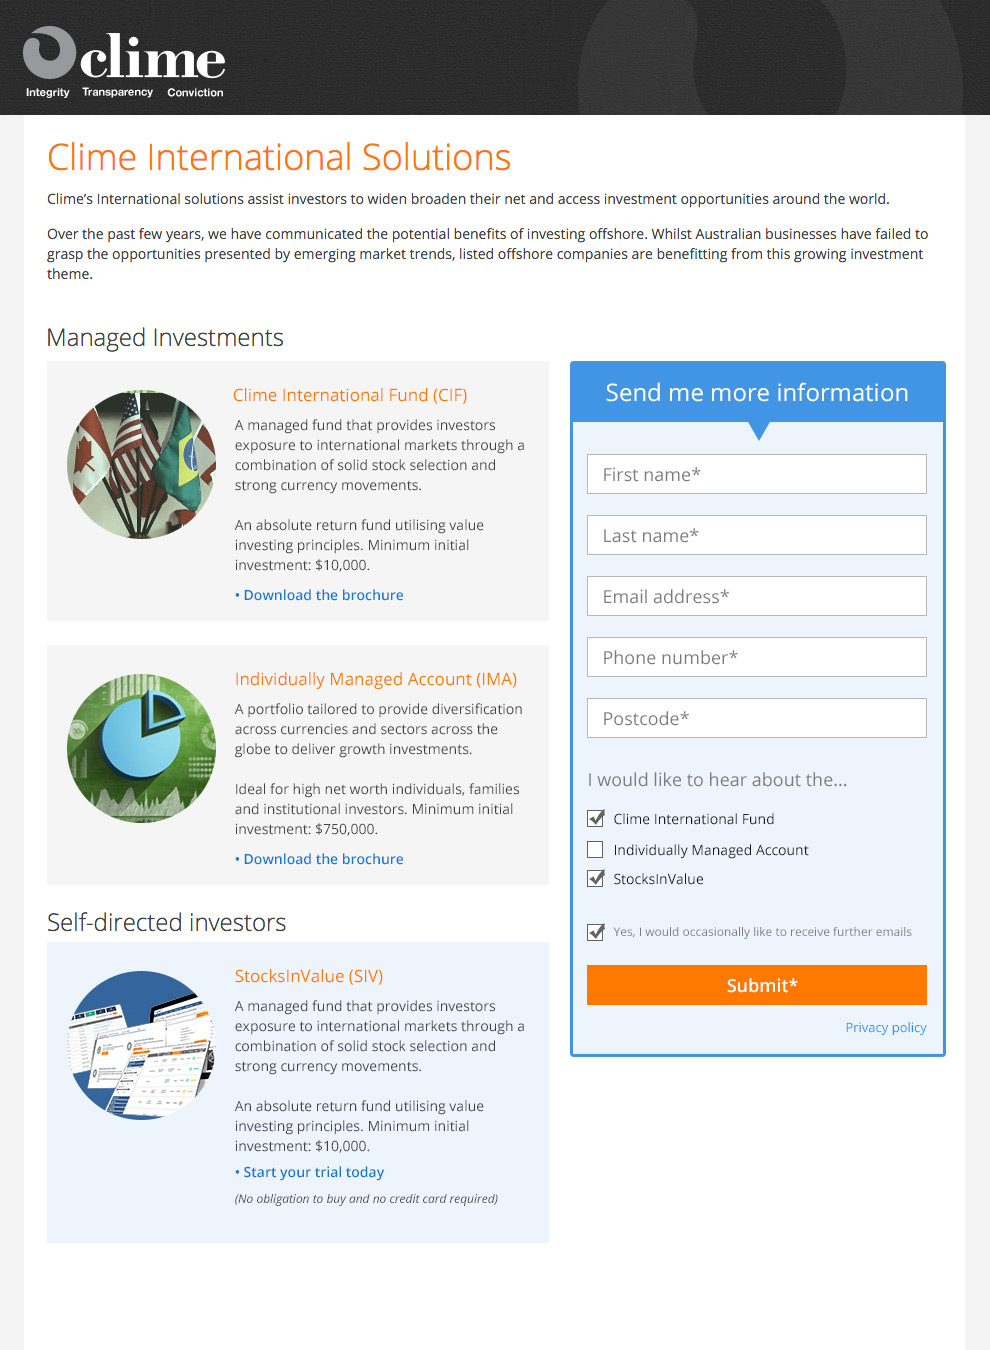 clime
Integrity Transparency Conviction
Clime International Solutions
Clime's International solutions assist investors to widen broaden their net and access investment opportunities around the world.
Over the past few years, we have communicated the potential benefits of investing offshore. Whilst Australian businesses have failed to
grasp the opportunities presented by emerging market trends, listed offshore companies are benefitting from this growing investment
theme.
Managed Investments
Clime International Fund (CIF)
A managed fund that provides investors
exposure to international markets through a
combination of solid stock selection and
strong currency movements.
An absolute return fund utilising value
investing principles. Minimum initial
investment: $10,000.
• Download the brochure
Individually Managed Account (IMA)
A portfolio tailored to provide diversification
across currencies and sectors across the
globe to deliver growth investments.
Ideal for high net worth individuals, families
and institutional investors. Minimum initial
investment: $750,000.
• Download the brochure
Self-directed investors
StocksInValue (SIV)
A managed fund that provides investors
exposure to international markets through a
combination of solid stock selection and
strong currency movements.
An absolute return fund utilising value
investing principles. Minimum initial
investment: $10,000.
• Start your trial today
(No obligation to buy and no credit card required)
Send me more information
First name*
Last name*
Email address*
Phone number*
Postcode*
I would like to hear about the...
Clime International Fund
Individually Managed Account
StocksInValue
Yes, I would occasionally like to receive further emails
Submit*
Privacy policy